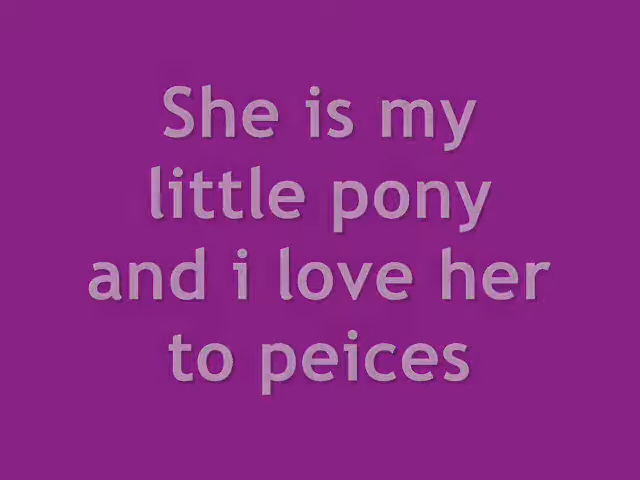 She is my
little pony
and i love her
to peices